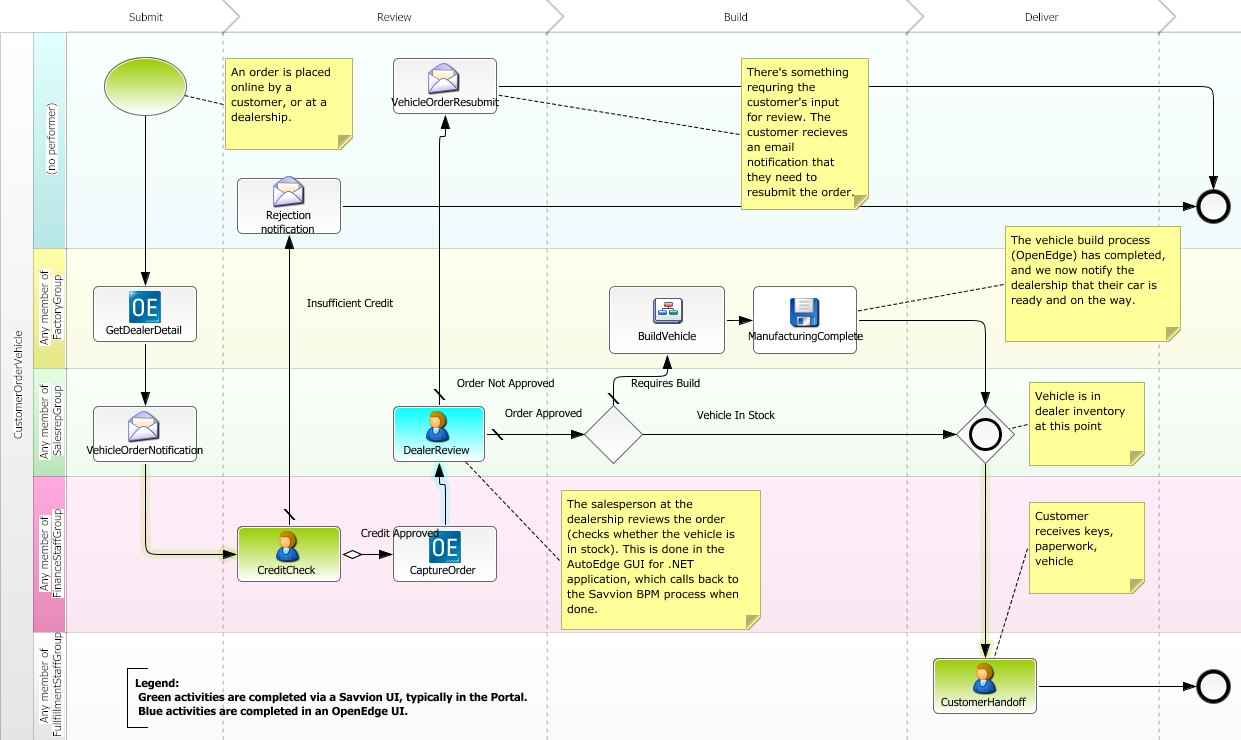 Submit
Review
Build
Deliver
CustomerOrderVehicle
(no performer)
An order is placed
online by a
customer, or at a
dealership.
VehicleOrderResubmit
There's something
requring the
customer's input
for review. The
customer recieves
an email
notification that
they need to
resubmit the order.
Rejection
notification
Any member of
FactoryGroup
The vehicle build process
(OpenEdge) has completed,
and we now notify the
dealership that their car is
ready and on the way.
OE
GetDealerDetail
Insufficient Credit
BuildVehicle
ManufacturingComplete
Any member of
SalesrepGroup
Order Not Approved
Requires Build
Vehicle is in
dealer inventory
at this point
VehicleOrderNotification
DealerReview
Order Approved
Vehicle In Stock
Any member of
FinanceStaffGroup
The salesperson at the
dealership reviews the order
(checks whether the vehicle is
in stock). This is done in the
AutoEdge GUI for .NET
application, which calls back to
the Savvion BPM process when
done.
Customer
receives keys,
paperwork,
vehicle
CreditCheck
Credit Approved
OE
CaptureOrder
Any member of
FullfillmentStaffGroup
Legend:
Green activities are completed via a Savvion UI, typically in the Portal.
Blue activities are completed in an OpenEdge UI.
CustomerHandoff